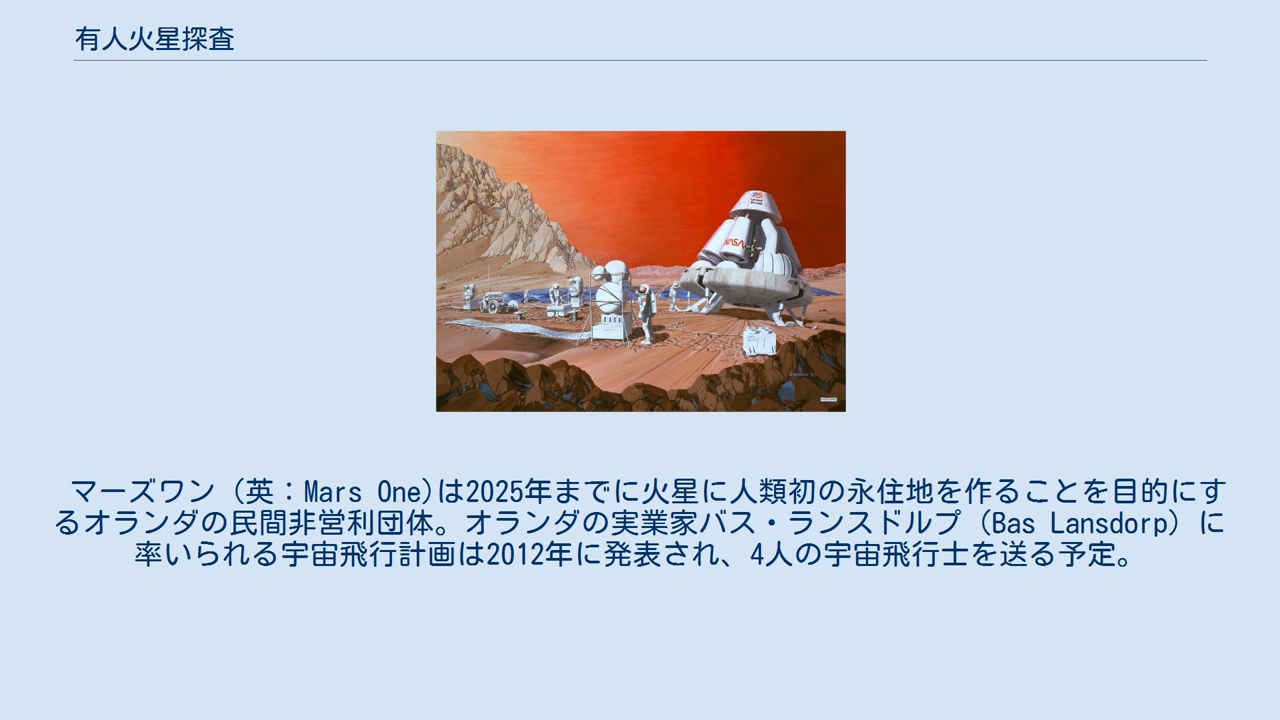 有人火星探査
NASA
マーズワン（英：Mars One)は2025年までに火星に人類初の永住地を作ることを目的にす
るオランダの民間非営利団体。オランダの実業家バス・ランスドルプ（Bas Lansdorp）に
率いられる宇宙飛行計画は2012年に発表され、4人の宇宙飛行士を送る予定。